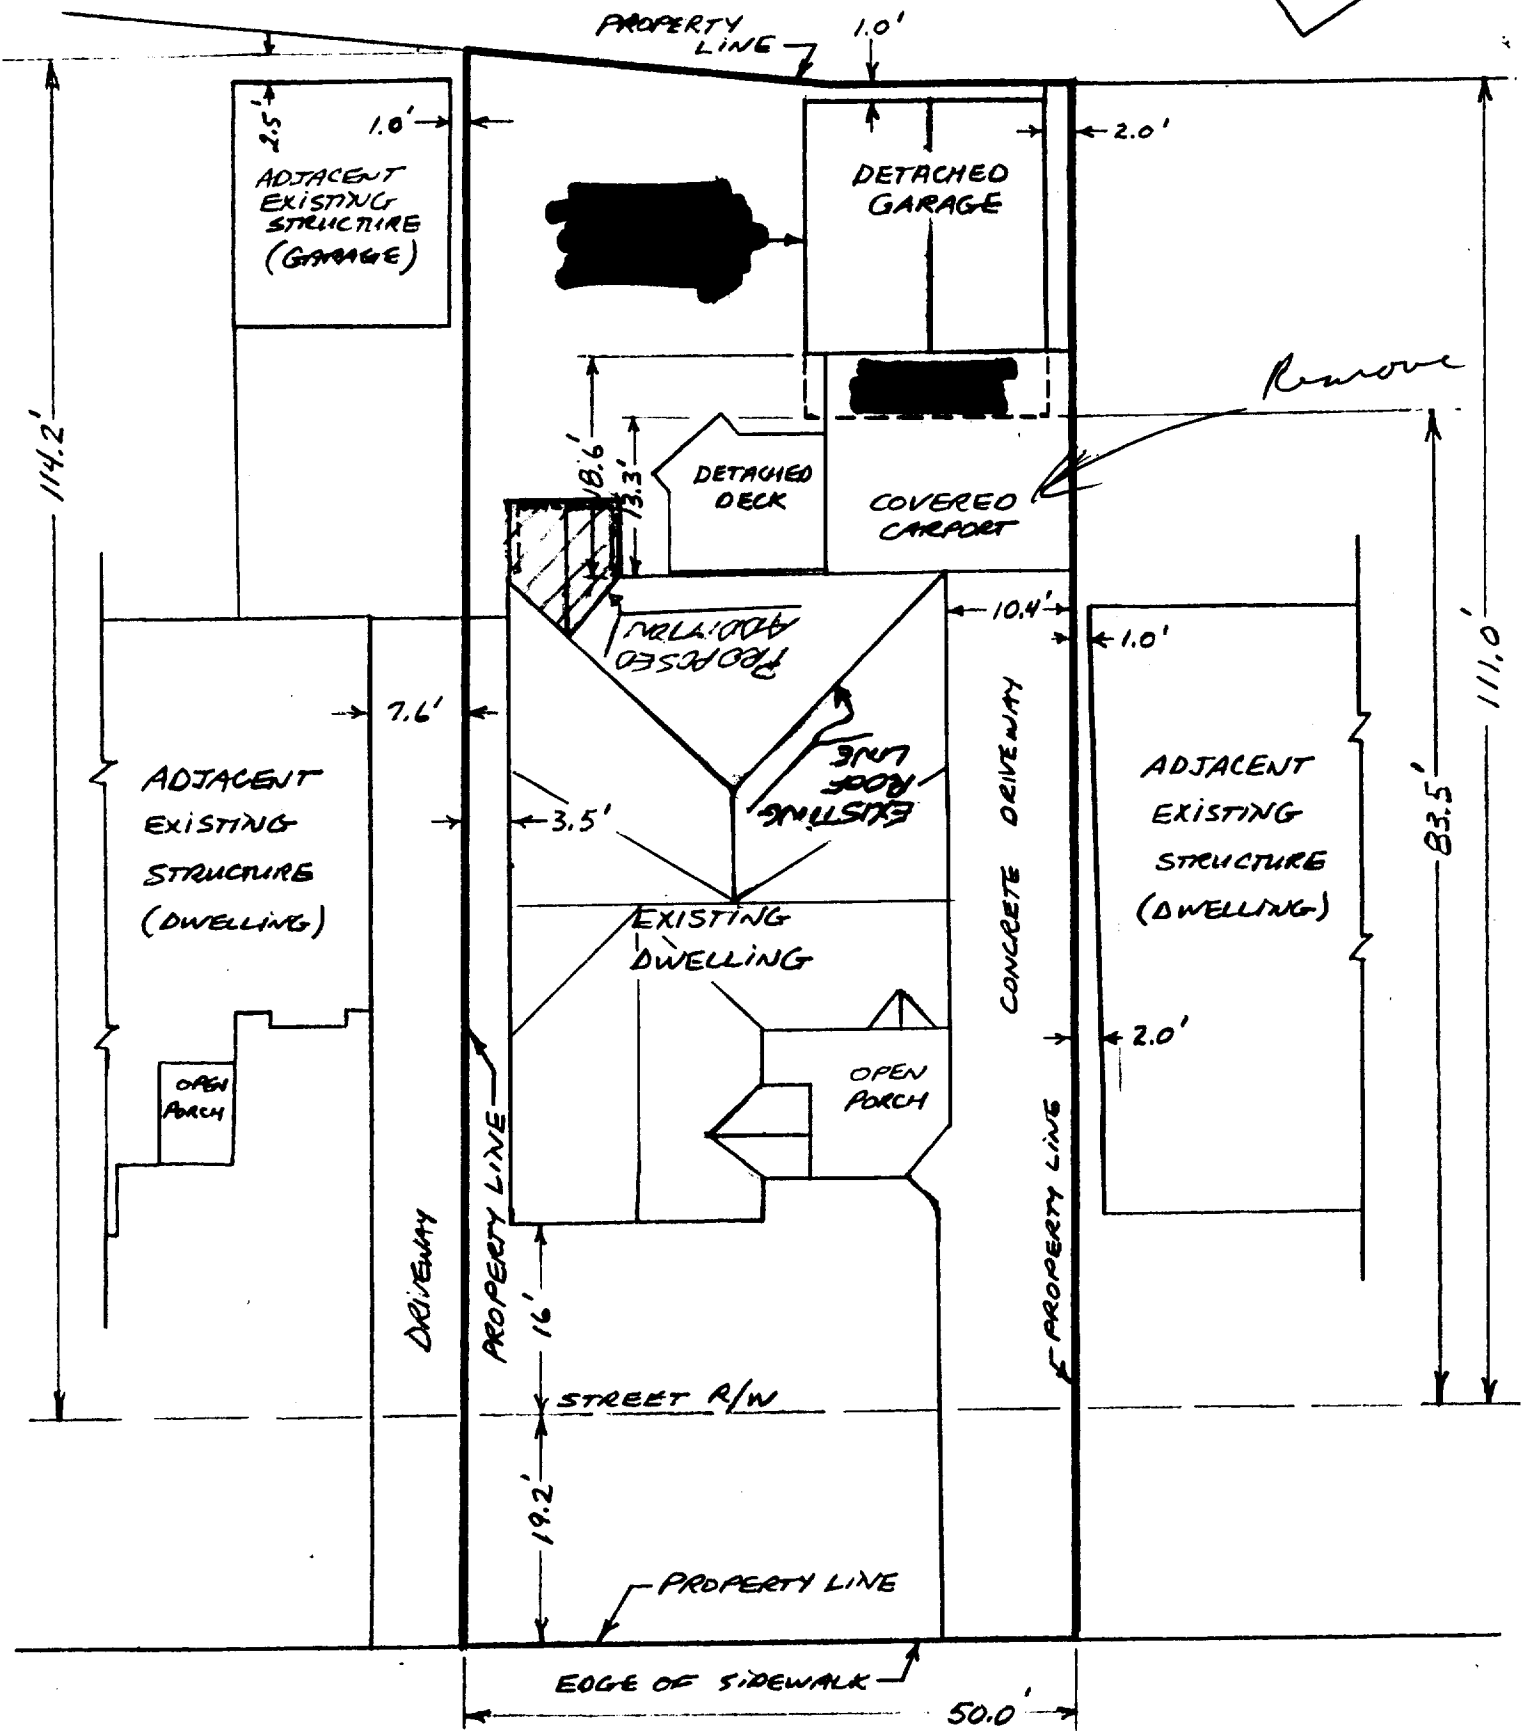 PROPERTY
LINE
1.0'
2.5'
1.0'
2.0'
ADJACENT
EXISTING
STRUCTURE
(GARAGE)
DETACHED
GARAGE
Remove
114.2'
18.6'
13.3'
DETACHED
DECK
COVERED
CARPORT
PROPOSED
ADDITION
10.4'
1.0'
111.0'
7.6'
EXISTING
ROOF
LINE
CONCRETE DRIVEWAY
83.5'
ADJACENT
EXISTING
STRUCTURE
(DWELLING)
3.5'
ADJACENT
EXISTING
STRUCTURE
(DWELLING)
EXISTING
DWELLING
2.0'
OPEN
PORCH
OPEN
PORCH
PROPERTY LINE
PROPERTY LINE
DRIVEWAY
16'
STREET R/W
19.2'
PROPERTY LINE
EDGE OF SIDEWALK
50.0'